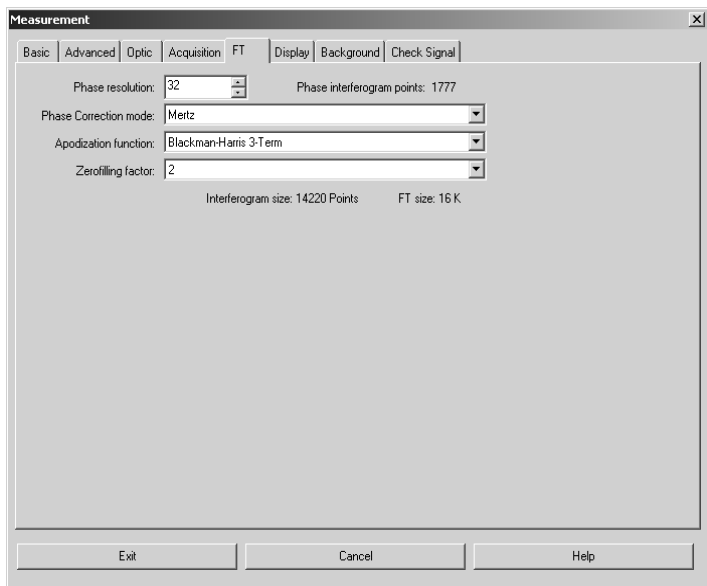 Measurement
Basic Advanced Optic Acquisition FT Display Background Check Signal
Phase resolution: 32 Phase interferogram points: 1777
Phase Correction mode: Mertz
Apodization function: Blackman-Harris 3-Term
Zerofilling factor: 2
Interferogram size: 14220 Points FT size: 16 K
Exit Cancel Help